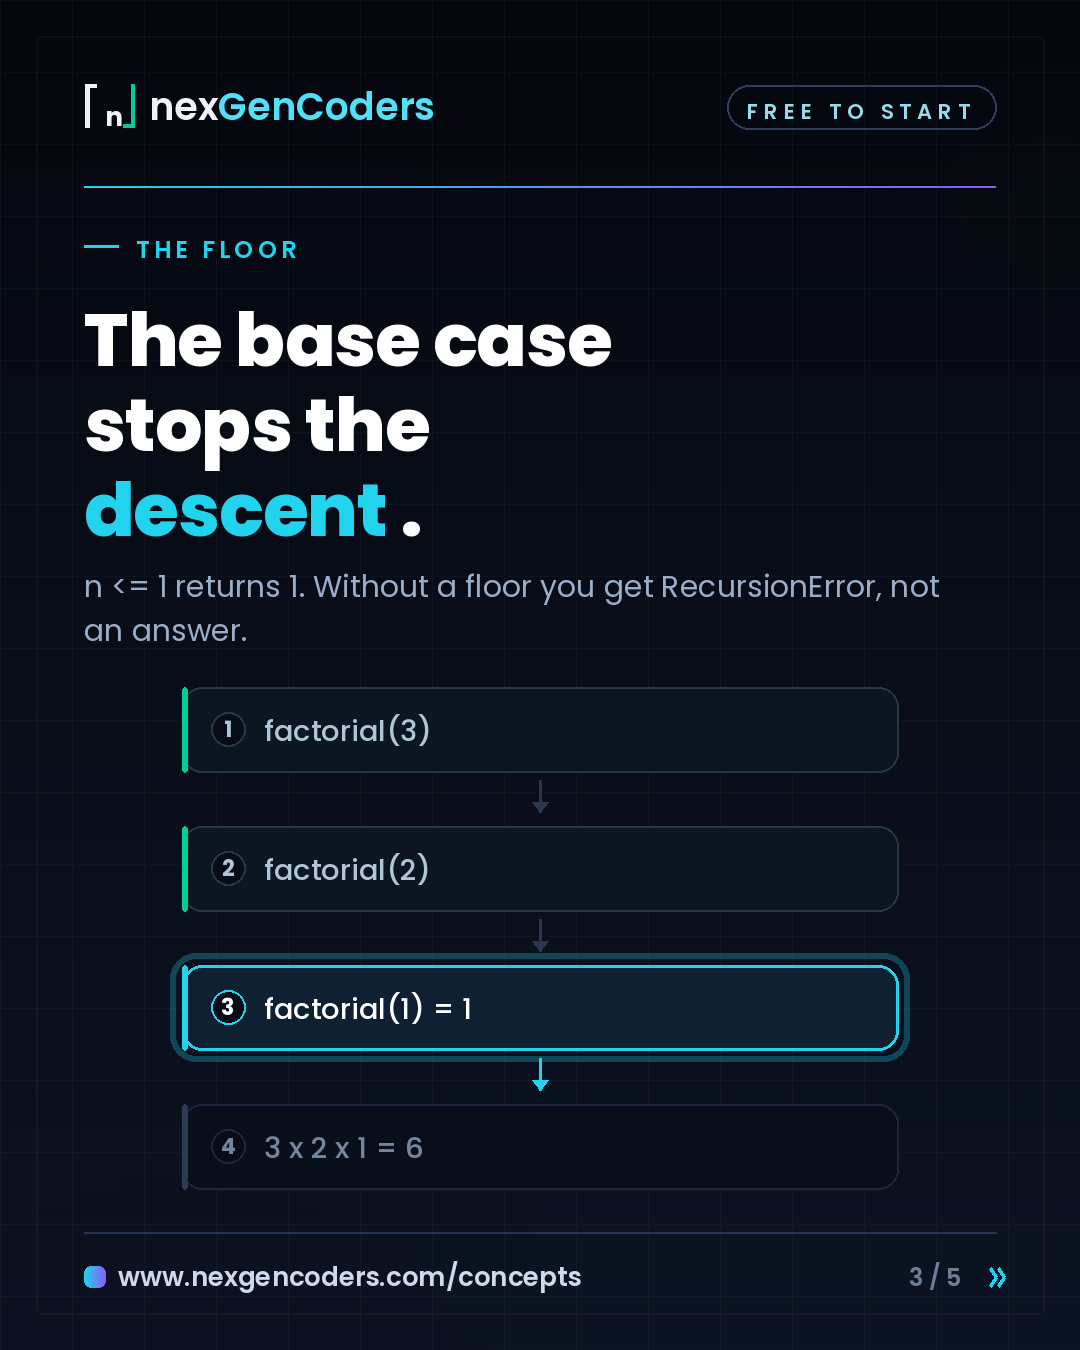 n nexGenCoders
FREE TO START
THE FLOOR
The base case
stops the
descent .
n <= 1 returns 1. Without a floor you get RecursionError, not
an answer.
1 factorial(3)
2 factorial(2)
3 factorial(1) = 1
4 3 x 2 x 1 = 6
www.nexgencoders.com/concepts
3 / 5 »